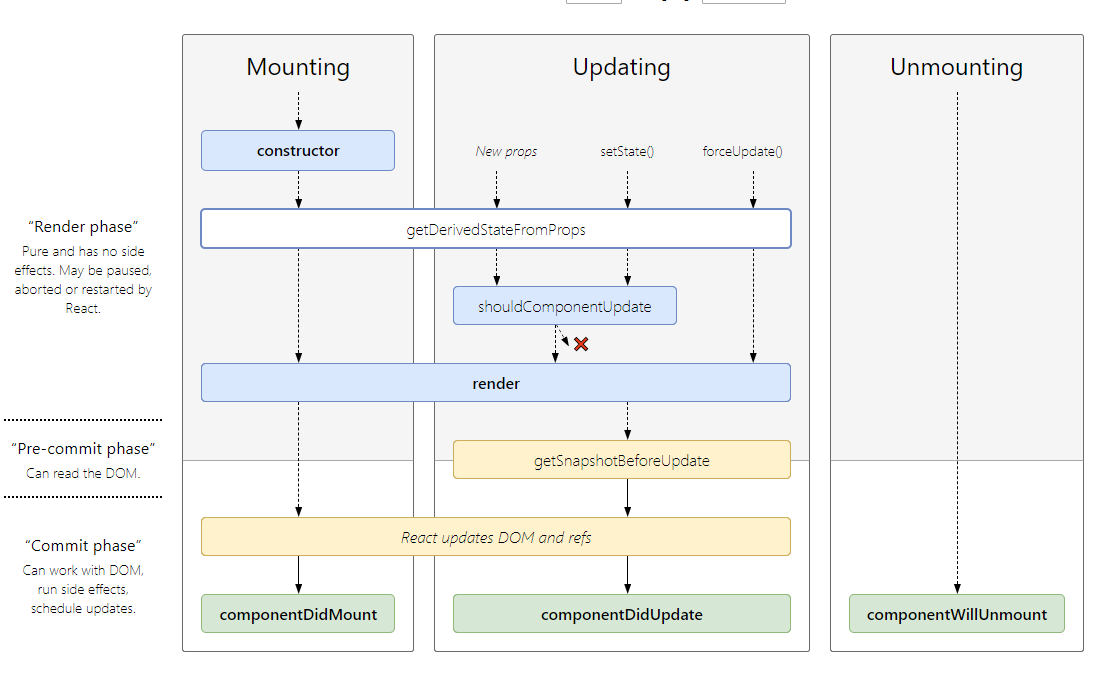 Mounting
Updating
Unmounting
constructor
New props
setState()
forceUpdate()
“Render phase”
Pure and has no side
effects. May be paused,
aborted or restarted by
React.
getDerivedStateFromProps
shouldComponentUpdate
render
“Pre-commit phase”
Can read the DOM.
getSnapshotBeforeUpdate
“Commit phase”
Can work with DOM,
run side effects,
schedule updates.
React updates DOM and refs
componentDidMount
componentDidUpdate
componentWillUnmount